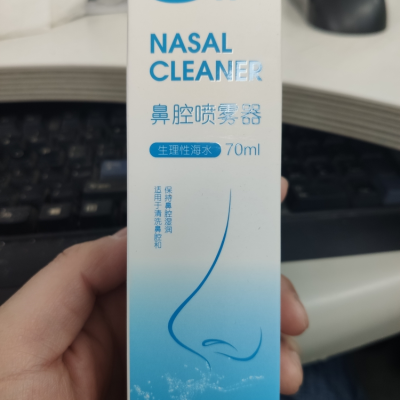 NASAL
CLEANER
鼻腔喷雾器
生理性海水 70ml
适用于清洗鼻腔和
保持鼻腔湿润